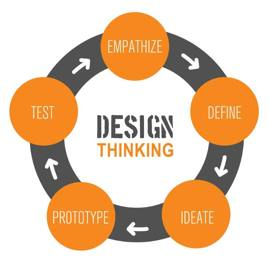 EMPATHIZE
DEFINE
IDEATE
PROTOTYPE
TEST
DESIGN
THINKING